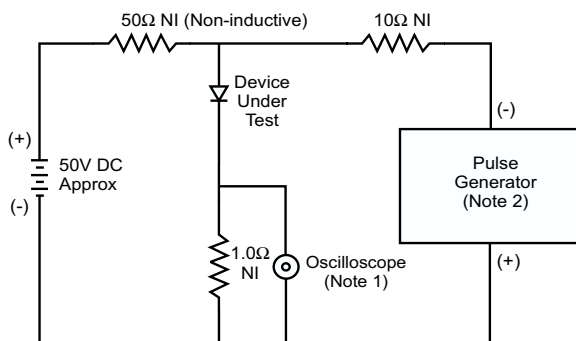 50Ω NI (Non-inductive)
10Ω NI
Device
Under
Test
(-)
(+)
50V DC
Approx
(-)
Pulse
Generator
(Note 2)
1.0Ω
NI
Oscilloscope
(Note 1)
(+)